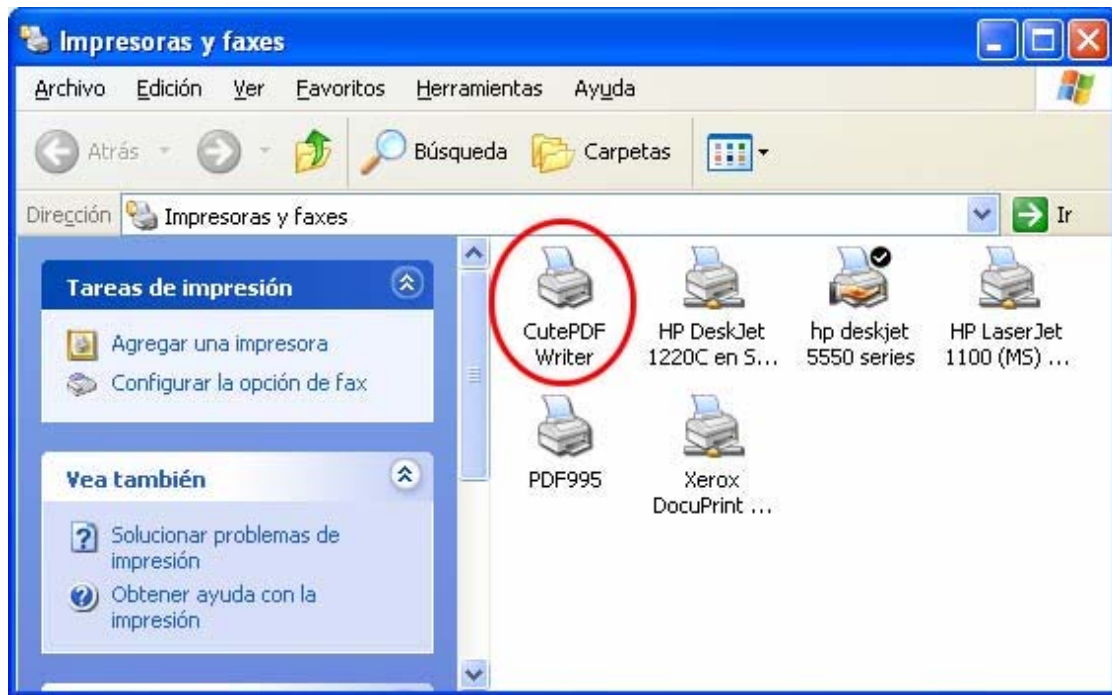 Impresoras y faxes
Archivo Edición Ver Favoritos Herramientas Ayuda
Atrás Búsqueda Carpetas
Dirección Impresoras y faxes Ir
Tareas de impresión
Agregar una impresora
Configurar la opción de fax
Vea también
Solucionar problemas de
impresión
Obtener ayuda con la
impresión
CutePDF
Writer
HP DeskJet
1220C en S...
hp deskjet
5550 series
HP LaserJet
1100 (MS) ...
PDF995
Xerox
DocuPrint ...